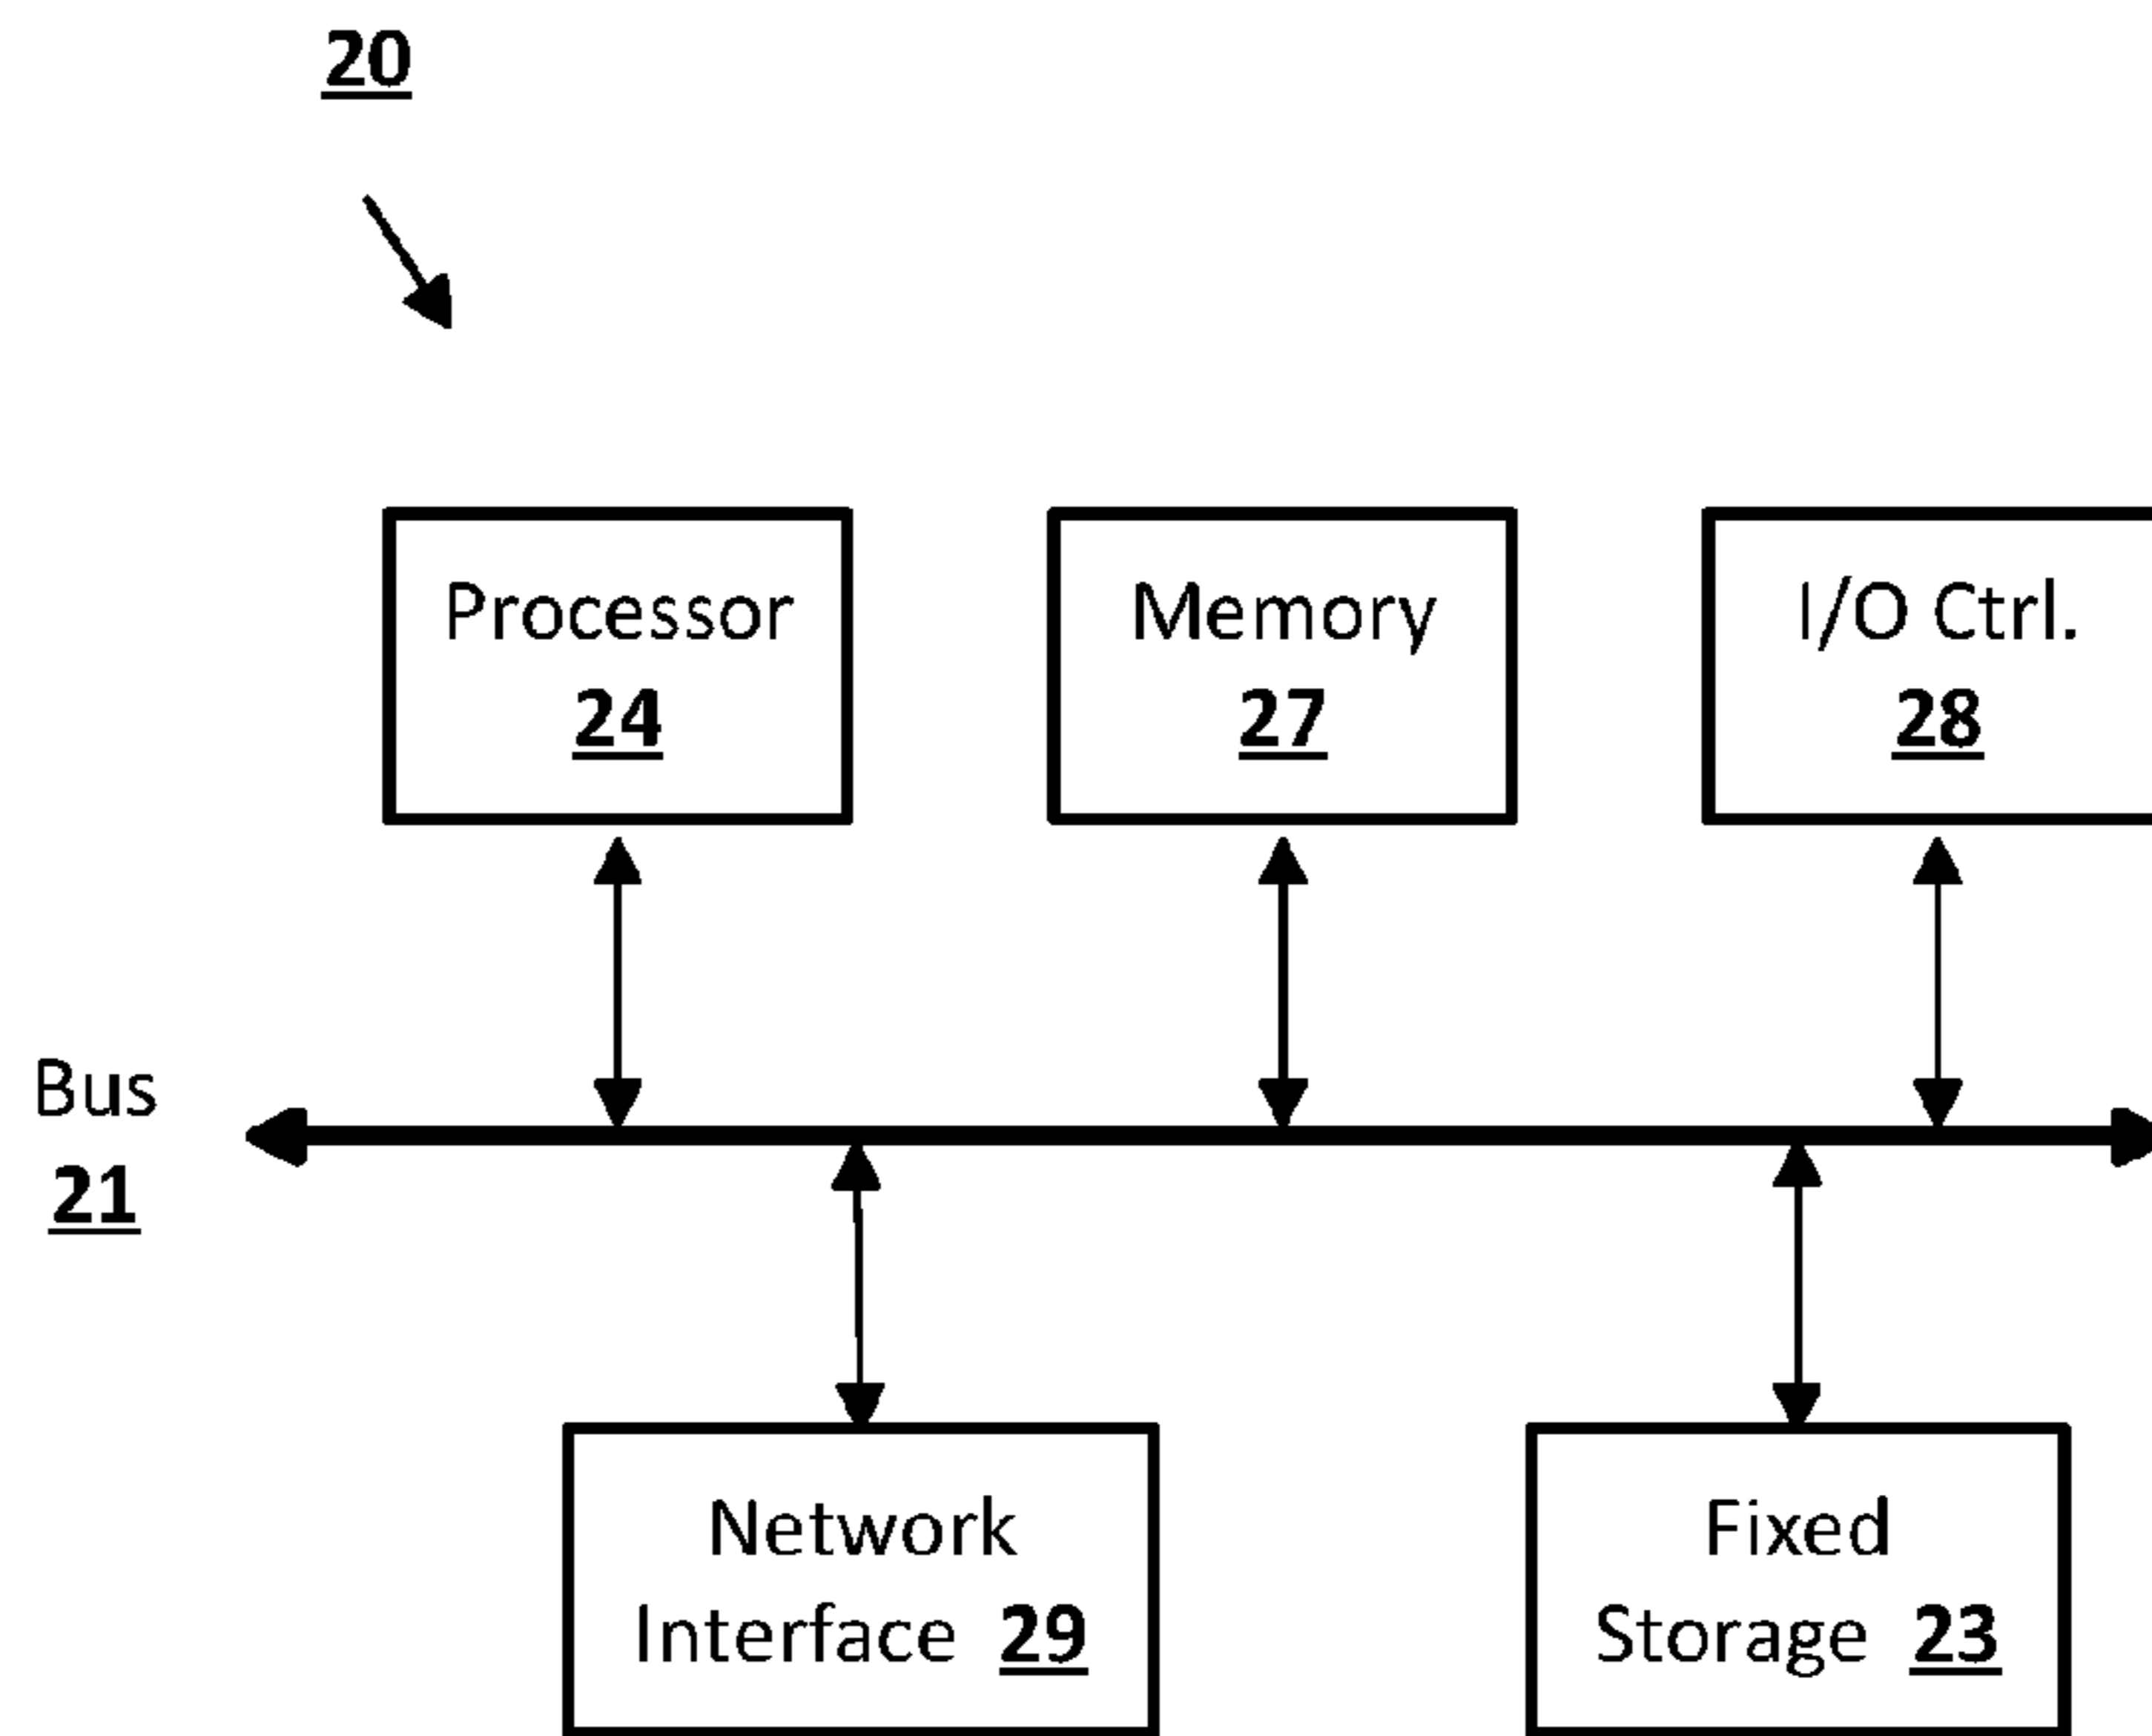 20
Processor
24
Memory
27
I/O Ctrl.
28
Bus
21
Network
Interface 29
Fixed
Storage 23